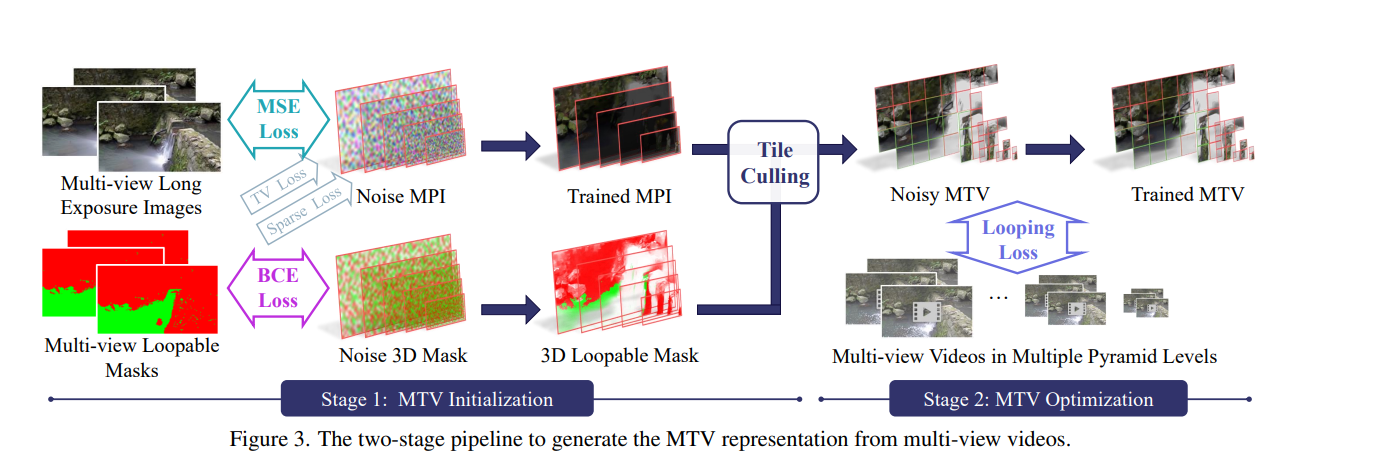 MSE
Loss
TV Loss
Sparse Loss
Multi-view Long
Exposure Images
Noise MPI
Trained MPI
Tile
Culling
Noisy MTV
Trained MTV
BCE
Loss
Looping
Loss
...
Multi-view Loopable
Masks
Noise 3D Mask
3D Loopable Mask
Multi-view Videos in Multiple Pyramid Levels
Stage 1: MTV Initialization
Stage 2: MTV Optimization
Figure 3. The two-stage pipeline to generate the MTV representation from multi-view videos.